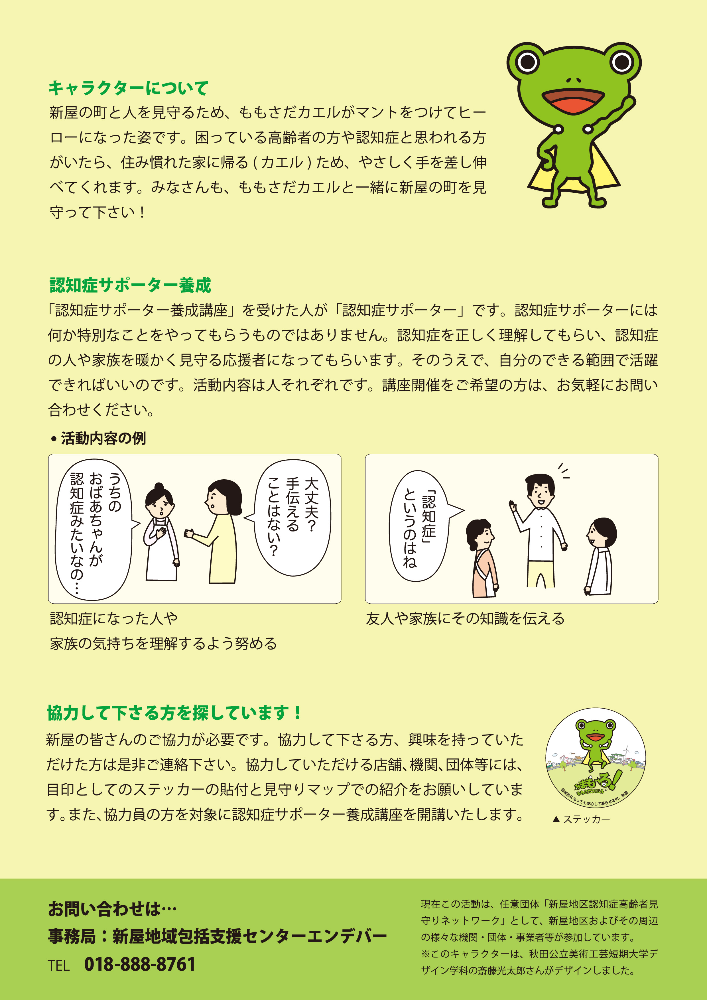 キャラクターについて
新屋の町と人を見守るため、ももさだカエルがマントをつけてヒー
ローになった姿です。困っている高齢者の方や認知症と思われる方
がいたら、住み慣れた家に帰る ( カエル ) ため、やさしく手を差し伸
べてくれます。みなさんも、ももさだカエルと一緒に新屋の町を見
守って下さい！
認知症サポーター養成
「認知症サポーター養成講座」を受けた人が「認知症サポーター」です。認知症サポーターには
何か特別なことをやってもらうものではありません。認知症を正しく理解してもらい、認知症
の人や家族を暖かく見守る応援者になってもらいます。そのうえで、自分のできる範囲で活躍
できればいいのです。活動内容は人それぞれです。講座開催をご希望の方は、お気軽にお問い
合わせください。
• 活動内容の例
大丈夫？
手伝える
ことはない？
うちの
おばあちゃんが
認知症みたいなの…
「認知症」
というのはね
認知症になった人や
家族の気持ちを理解するよう努める
友人や家族にその知識を伝える
協力して下さる方を探しています！
新屋の皆さんのご協力が必要です。協力して下さる方、興味を持っていた
だけた方は是非ご連絡下さい。協力していただける店舗、機関、団体等には、
目印としてのステッカーの貼付と見守りマップでの紹介をお願いしていま
す。また、協力員の方を対象に認知症サポーター養成講座を開講いたします。
みまも〜る！
ももさだカエル
認知症になっても安心して暮らせる町、新屋
▲ ステッカー
お問い合わせは…
事務局：新屋地域包括支援センターエンデバー
TEL 018-888-8761
現在この活動は、任意団体「新屋地区認知症高齢者見
守りネットワーク」として、新屋地区およびその周辺
の様々な機関・団体・事業者等が参加しています。
※このキャラクターは、秋田公立美術工芸短期大学デ
ザイン学科の斎藤光太郎さんがデザインしました。